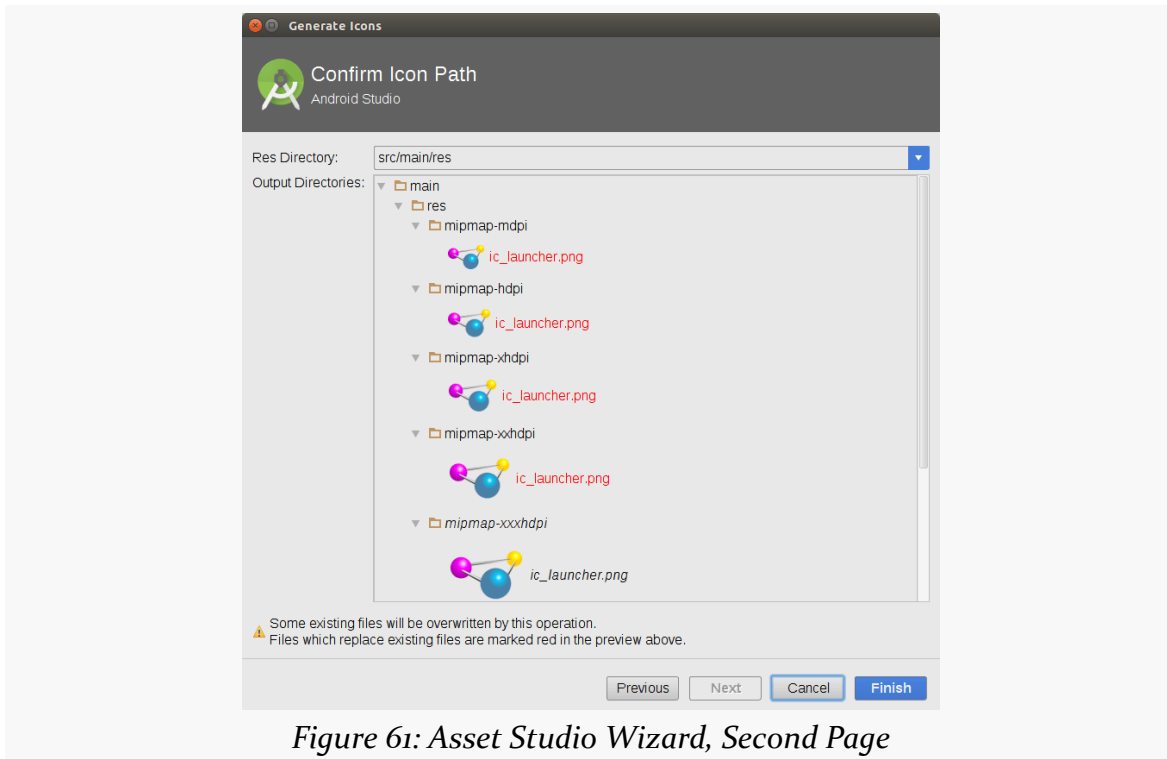 Generate Icons
Confirm Icon Path
Android Studio
Res Directory:
src/main/res
Output Directories:
main
res
mipmap-mdpi
ic_launcher.png
mipmap-hdpi
ic_launcher.png
mipmap-xhdpi
ic_launcher.png
mipmap-xxhdpi
ic_launcher.png
mipmap-xxxhdpi
ic_launcher.png
Some existing files will be overwritten by this operation.
Files which replace existing files are marked red in the preview above.
Previous
Next
Cancel
Finish
Figure 61: Asset Studio Wizard, Second Page